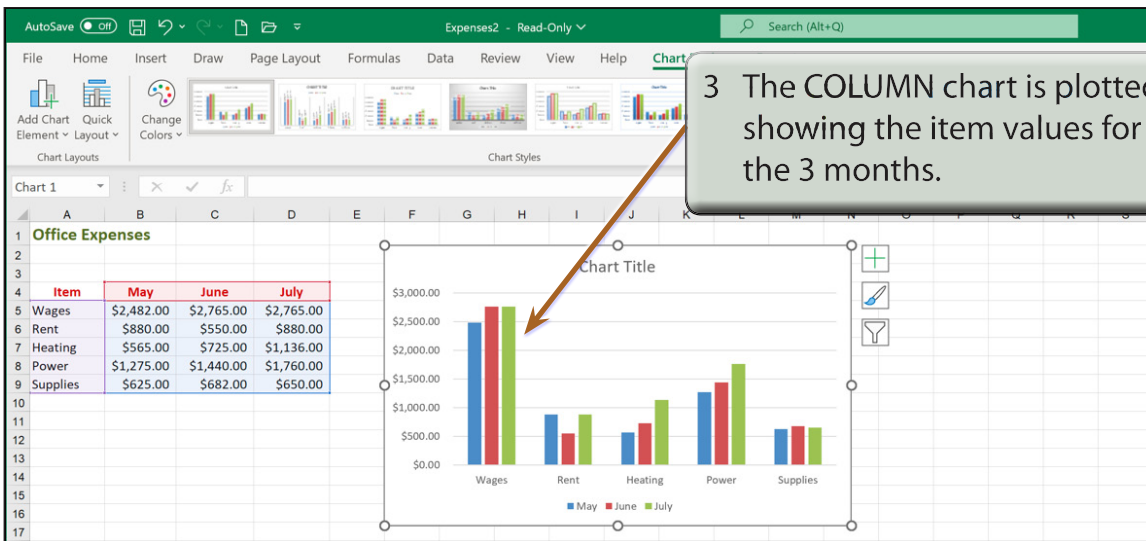 AutoSave Off Expenses2 - Read-Only Search (Alt+Q)
File Home Insert Draw Page Layout Formulas Data Review View Help Chart
Add Chart Element Quick Layout Change Colors
Chart Layouts Chart Styles
3 The COLUMN chart is plotted
showing the item values for
the 3 months.
Chart 1 fx
A B C D E F G H I J K L M N O P Q R S
1 Office Expenses
2
3
4 Item May June July
5 Wages $2,482.00 $2,765.00 $2,765.00
6 Rent $880.00 $550.00 $880.00
7 Heating $565.00 $725.00 $1,136.00
8 Power $1,275.00 $1,440.00 $1,760.00
9 Supplies $625.00 $682.00 $650.00
10
11
12
13
14
15
16
17
Chart Title
$3,000.00
$2,500.00
$2,000.00
$1,500.00
$1,000.00
$500.00
$0.00
Wages Rent Heating Power Supplies
May June July